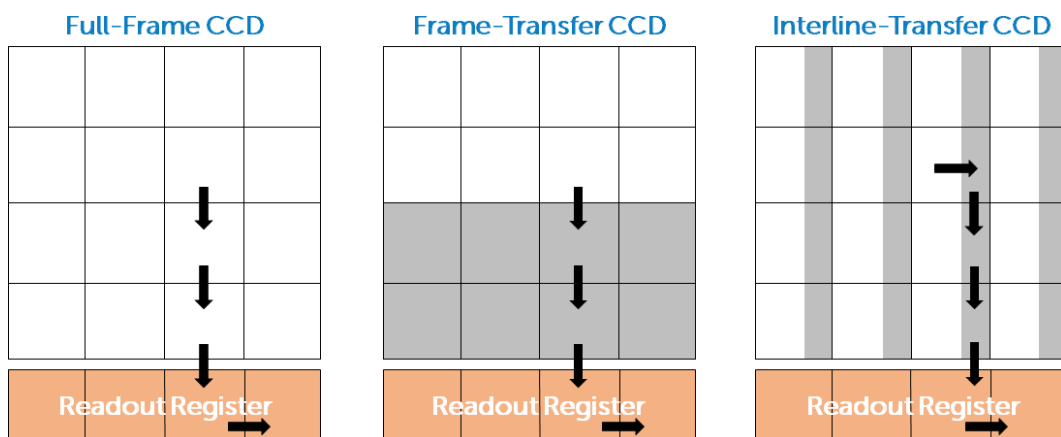 Full-Frame CCD
Frame-Transfer CCD
Interline-Transfer CCD
Readout Register
Readout Register
Readout Register